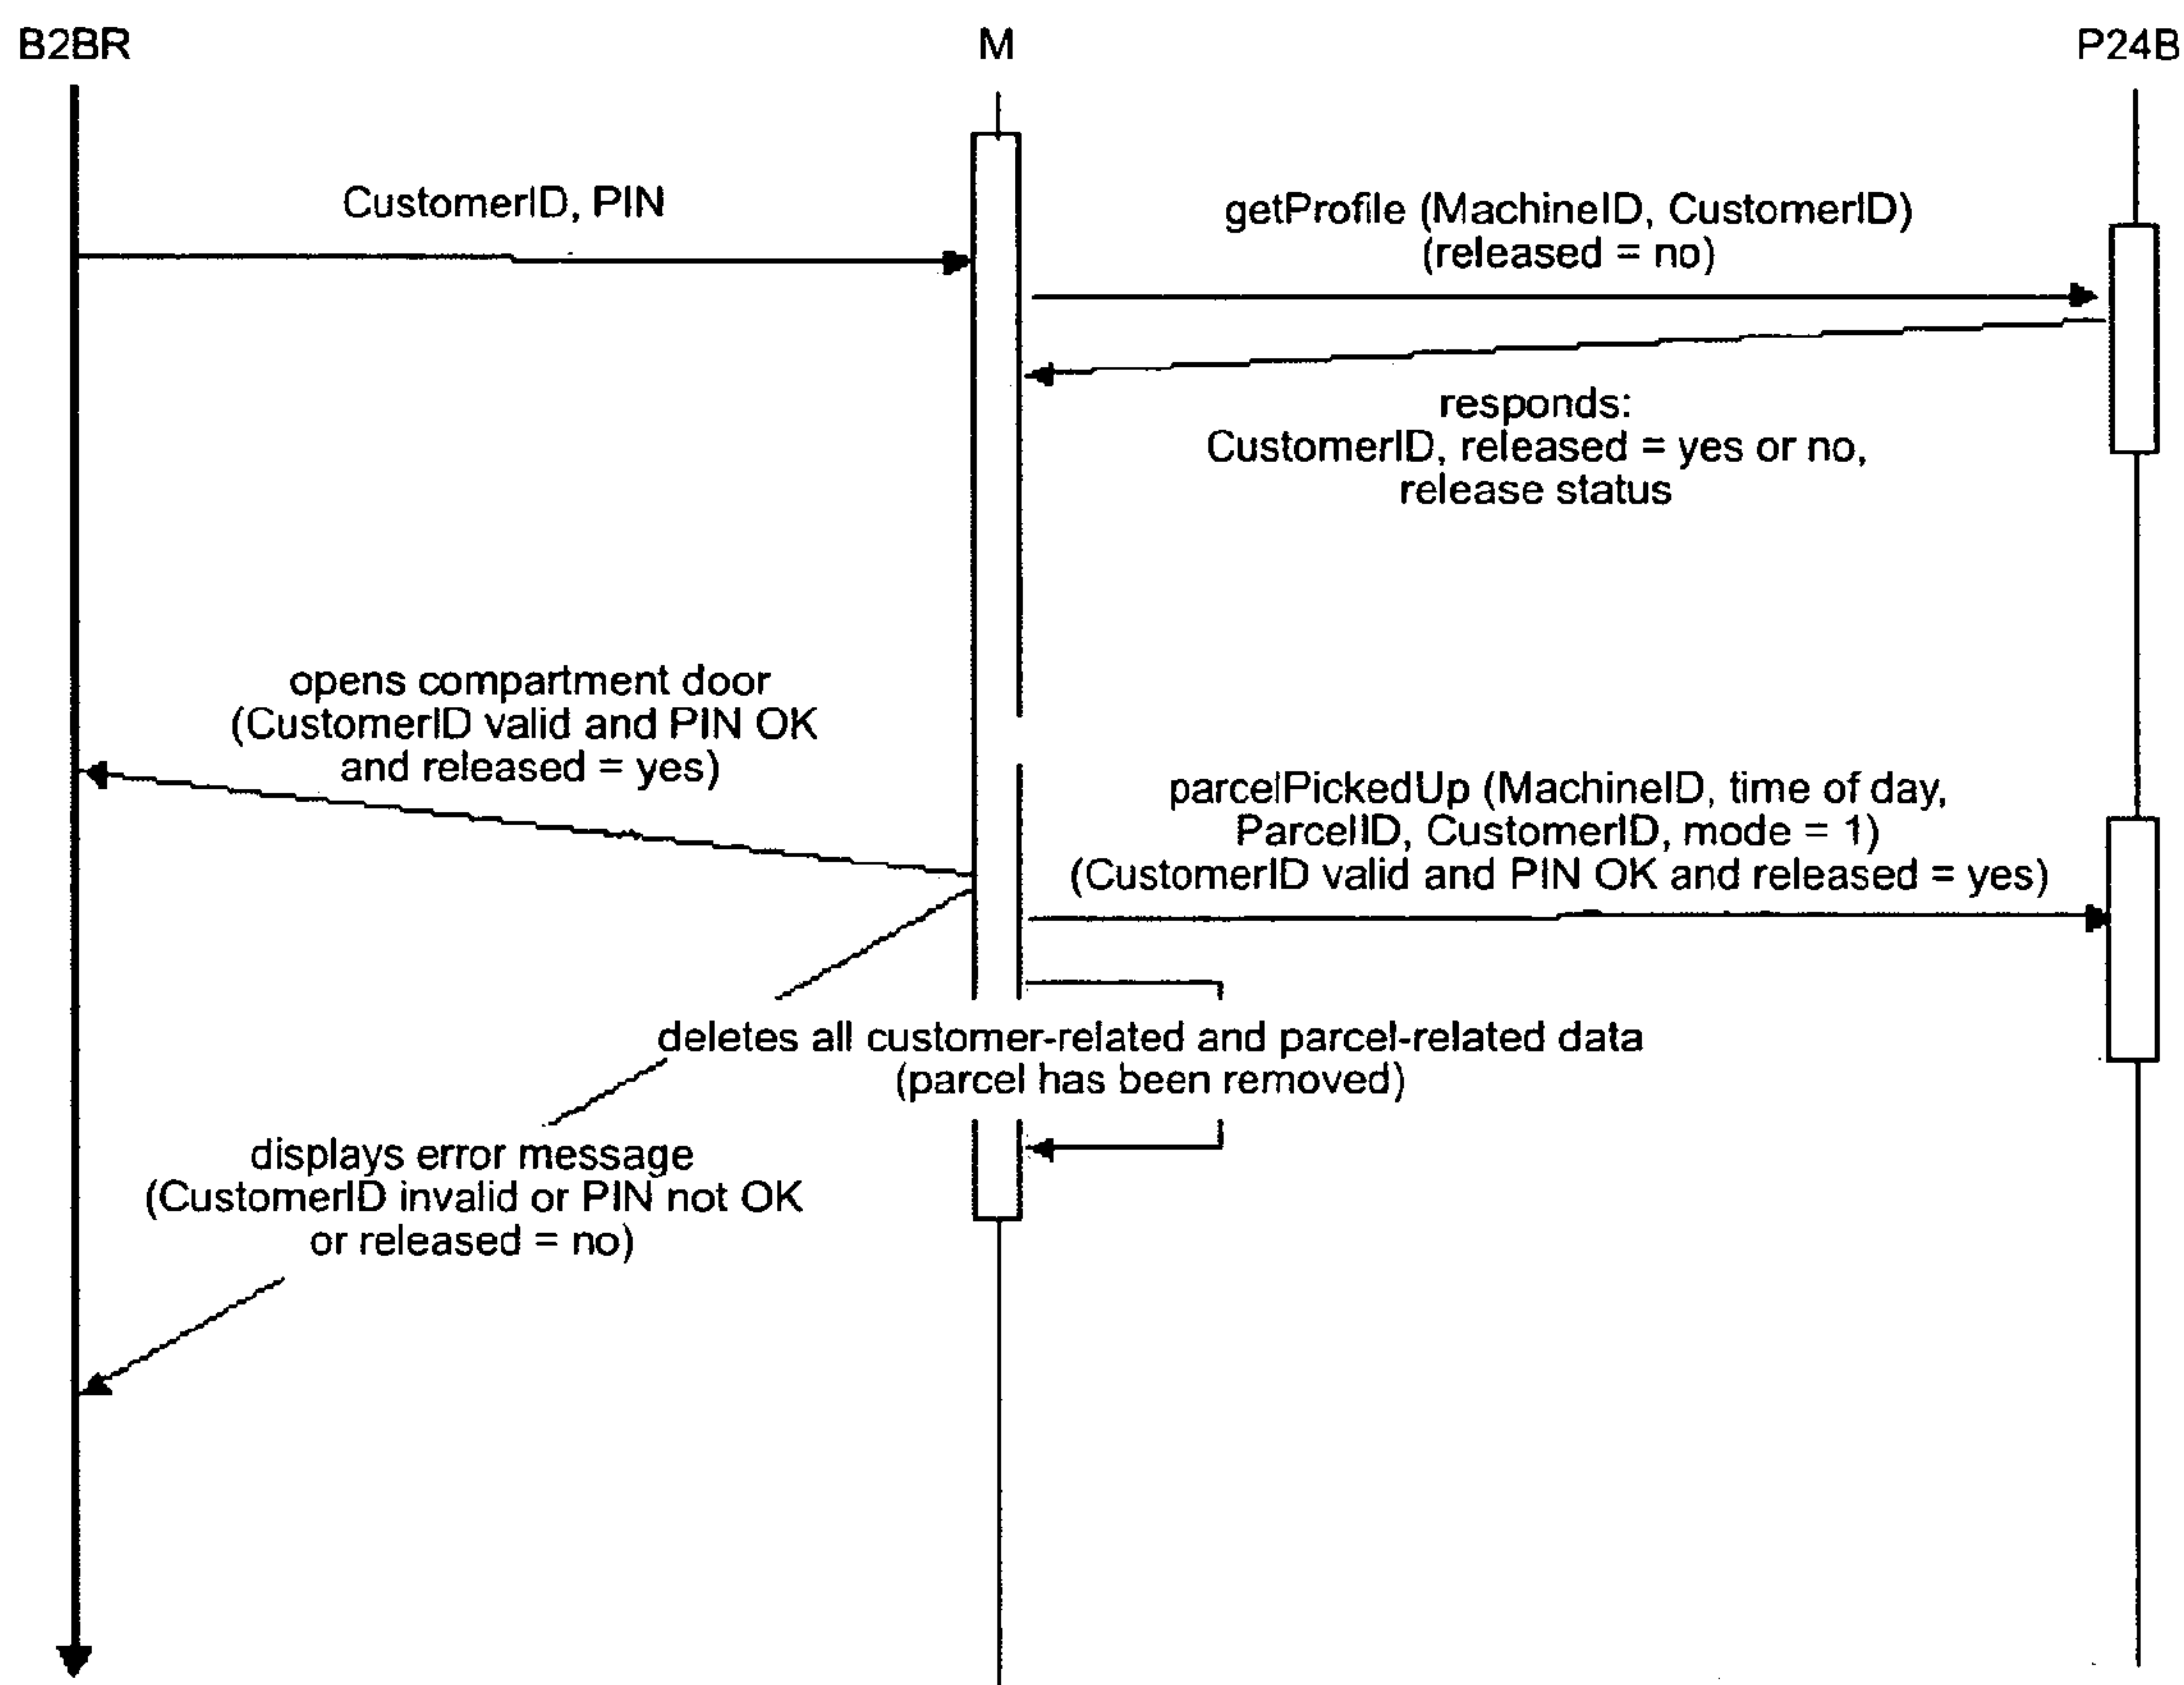 B2BR
M
P24B
CustomerID, PIN
getProfile (MachineID, CustomerID)
(released = no)
responds:
CustomerID, released = yes or no,
release status
opens compartment door
(CustomerID valid and PIN OK
and released = yes)
parcelPickedUp (MachineID, time of day,
ParcelID, CustomerID, mode = 1)
(CustomerID valid and PIN OK and released = yes)
deletes all customer-related and parcel-related data
(parcel has been removed)
displays error message
(CustomerID invalid or PIN not OK
or released = no)